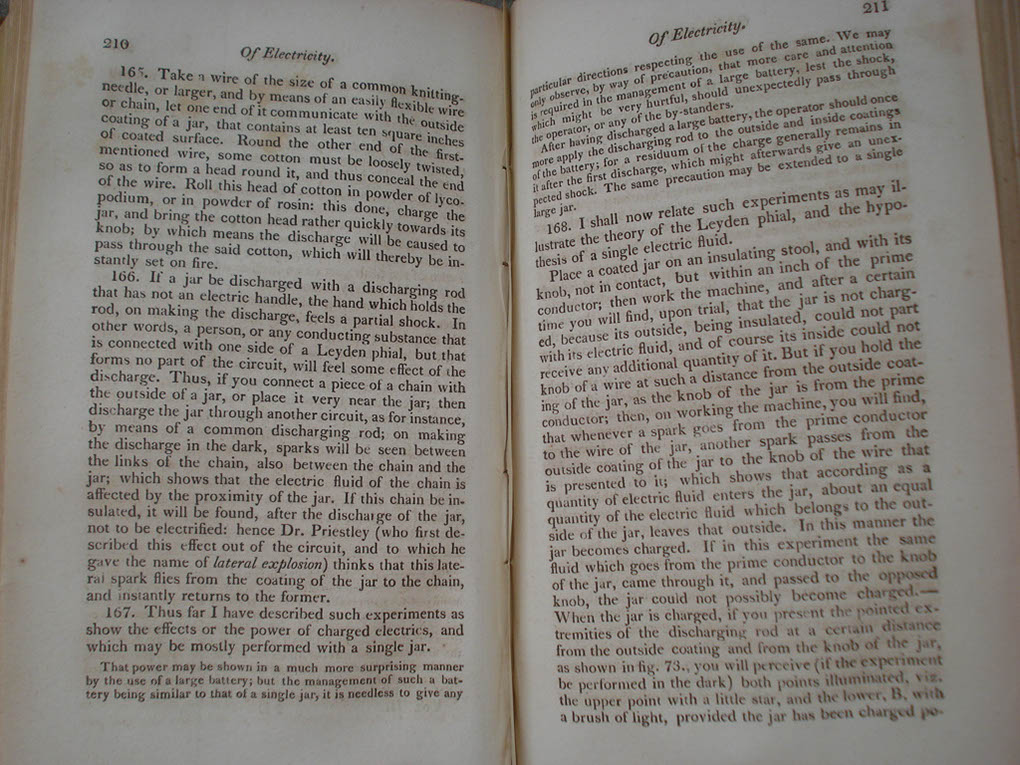 210
Of Electricity.
165. Take a wire of the size of a common knitting-
needle, or larger, and by means of an easily flexible wire
or chain, let one end of it communicate with the outside
coating of a jar, that contains at least ten square inches
of coated surface. Round the other end of the first-
mentioned wire, some cotton must be loosely twisted,
so as to form a head round it, and thus conceal the end
of the wire. Roll this head of cotton in powder of lyco-
podium, or in powder of rosin: this done, charge the
jar, and bring the cotton head rather quickly towards its
knob; by which means the discharge will be caused to
pass through the said cotton, which will thereby be in-
stantly set on fire.
166. If a jar be discharged with a discharging rod
that has not an electric handle, the hand which holds the
rod, on making the discharge, feels a partial shock. In
other words, a person, or any conducting substance that
is connected with one side of a Leyden phial, but that
forms no part of the circuit, will feel some effect of the
discharge. Thus, if you connect a piece of a chain with
the outside of a jar, or place it very near the jar; then
discharge the jar through another circuit, as for instance,
by means of a common discharging rod; on making
the discharge in the dark, sparks will be seen between
the links of the chain, also between the chain and the
jar; which shows that the electric fluid of the chain is
affected by the proximity of the jar. If this chain be in-
sulated, it will be found, after the discharge of the jar,
not to be electrified: hence Dr. Priestley (who first de-
scribed this effect out of the circuit, and to which he
gave the name of lateral explosion) thinks that this late-
ral spark flies from the coating of the jar to the chain,
and instantly returns to the former.
167. Thus far I have described such experiments as
show the effects or the power of charged electrics, and
which may be mostly performed with a single jar.
That power may be shown in a much more surprising manner
by the use of a large battery; but the management of such a bat-
tery being similar to that of a single jar, it is needless to give any
211
Of Electricity.
particular directions respecting the use of the same. We may
only observe, by way of precaution, that more care and attention
is required in the management of a large battery, lest the shock,
which might be very hurtful, should unexpectedly pass through
the operator, or any of the by-standers.
After having discharged a large battery, the operator should once
more apply the discharging rod to the outside and inside coatings
of the battery; for a residuum of the charge generally remains in
it after the first discharge, which might afterwards give an unex-
pected shock. The same precaution may be extended to a single
large jar.
168. I shall now relate such experiments as may il-
lustrate the theory of the Leyden phial, and the hypo-
thesis of a single electric fluid.
Place a coated jar on an insulating stool, and with its
knob, not in contact, but within an inch of the prime
conductor; then work the machine, and after a certain
time you will find, upon trial, that the jar is not charg-
ed, because its outside, being insulated, could not part
with its electric fluid, and of course its inside could not
receive any additional quantity of it. But if you hold the
knob of a wire at such a distance from the outside coat-
ing of the jar, as the knob of the jar is from the prime
conductor; then, on working the machine, you will find,
that whenever a spark goes from the prime conductor
to the wire of the jar, another spark passes from the
outside coating of the jar to the knob of the wire that
is presented to it; which shows that according as a
quantity of electric fluid enters the jar, about an equal
quantity of the electric fluid which belongs to the out-
side of the jar, leaves that outside. In this manner the
jar becomes charged. If in this experiment the same
fluid which goes from the prime conductor to the knob
of the jar, came through it, and passed to the opposed
knob, the jar could not possibly become charged.—
When the jar is charged, if you present the pointed ex-
tremities of the discharging rod at a certain distance
from the outside coating and from the knob of the jar,
as shown in fig. 73., you will perceive (if the experiment
be performed in the dark) both points illuminated, viz.
the upper point with a little star, and the lower, B, with
a brush of light, provided the jar has been charged po-